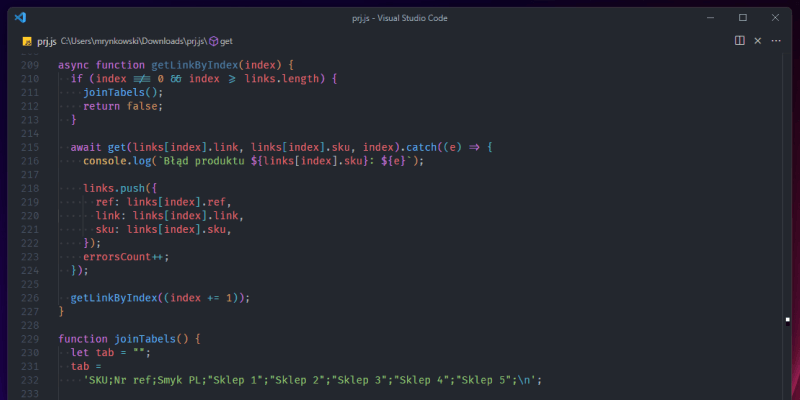 prj.js - Visual Studio Code
prj.js C:\Users\mrynkowski\Downloads\prj.js\ get
209 async function getLinkByIndex(index) {
210 if (index !== 0 && index >= links.length) {
211 joinTabels();
212 return false;
213 }
214
215 await get(links[index].link, links[index].sku, index).catch((e) => {
216 console.log(`Błąd produktu ${links[index].sku}: ${e}`);
217
218 links.push({
219 ref: links[index].ref,
220 link: links[index].link,
221 sku: links[index].sku,
222 });
223 errorsCount++;
224 });
225
226 getLinkByIndex((index += 1));
227 }
228
229 function joinTabels() {
230 let tab = "";
231 tab =
232 'SKU;Nr ref;Smyk PL;"Sklep 1";"Sklep 2";"Sklep 3";"Sklep 4";"Sklep 5";\n';
233